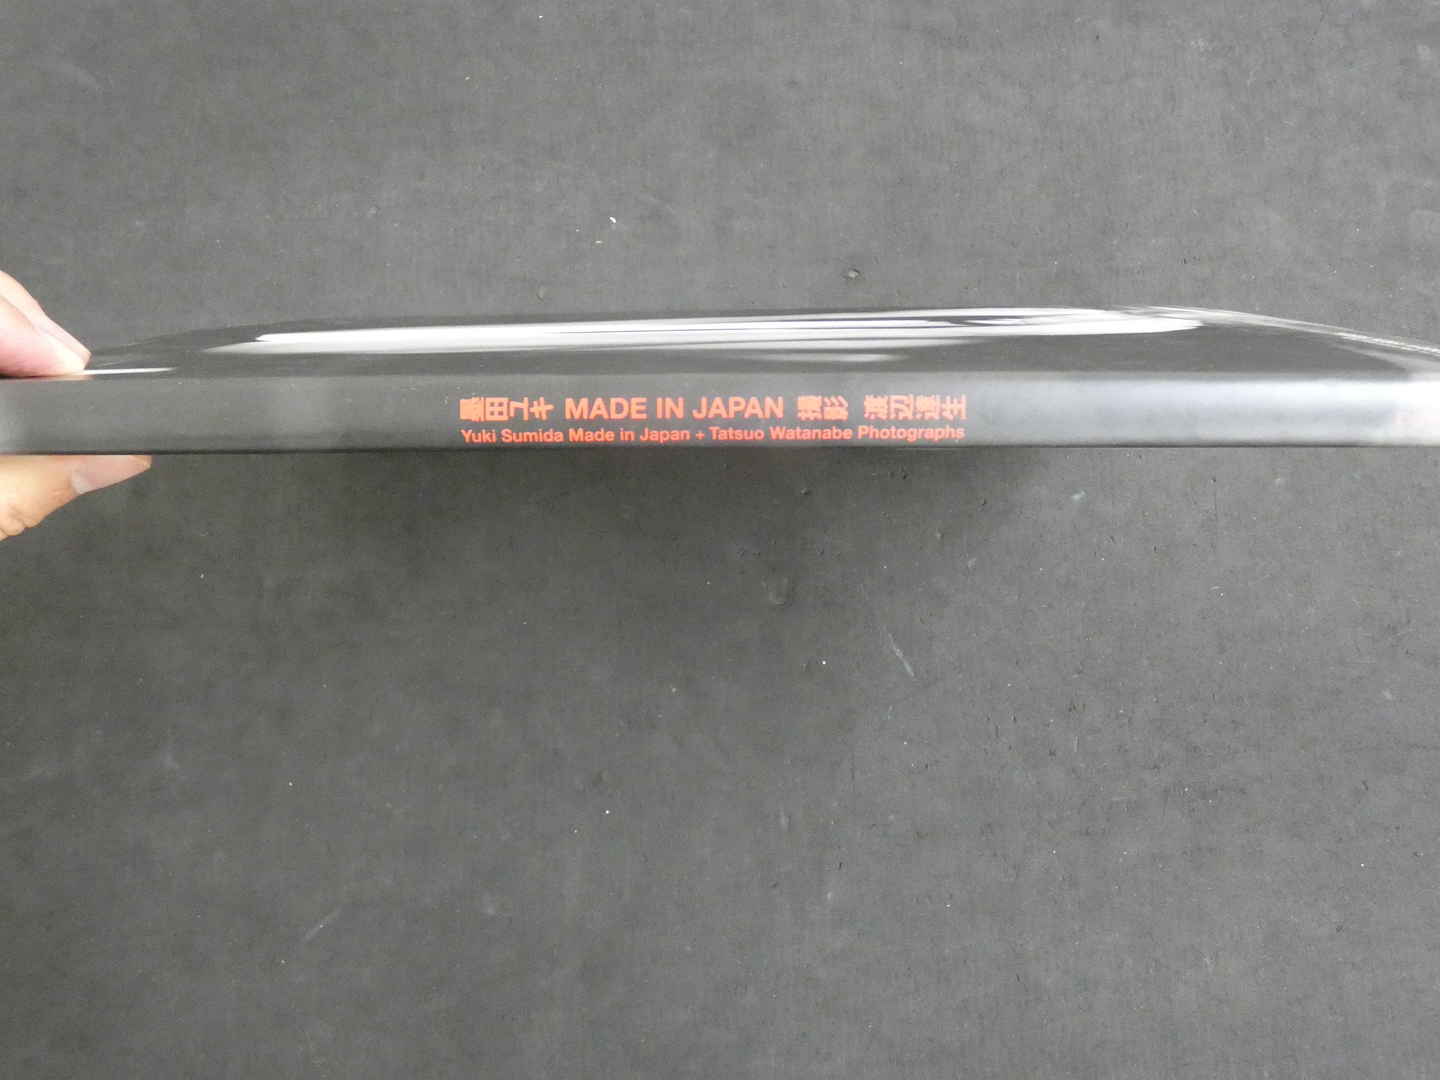 墨田ユキ MADE IN JAPAN 撮影 渡辺達生
Yuki Sumida Made in Japan + Tatsuo Watanabe Photographs